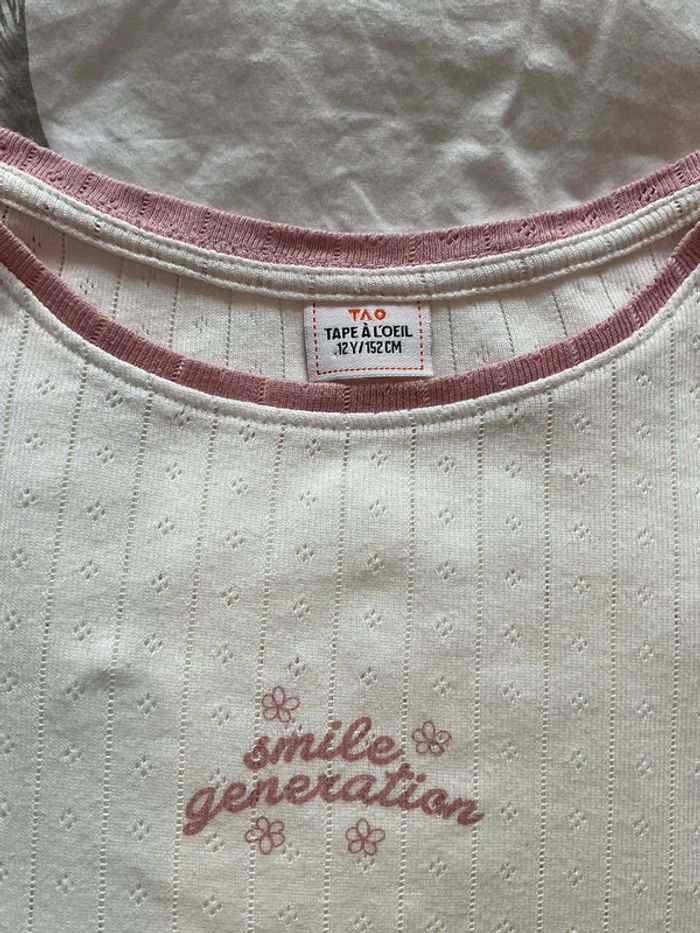 TAO
TAPE À L'OEIL
12Y/152CM
smile
generation